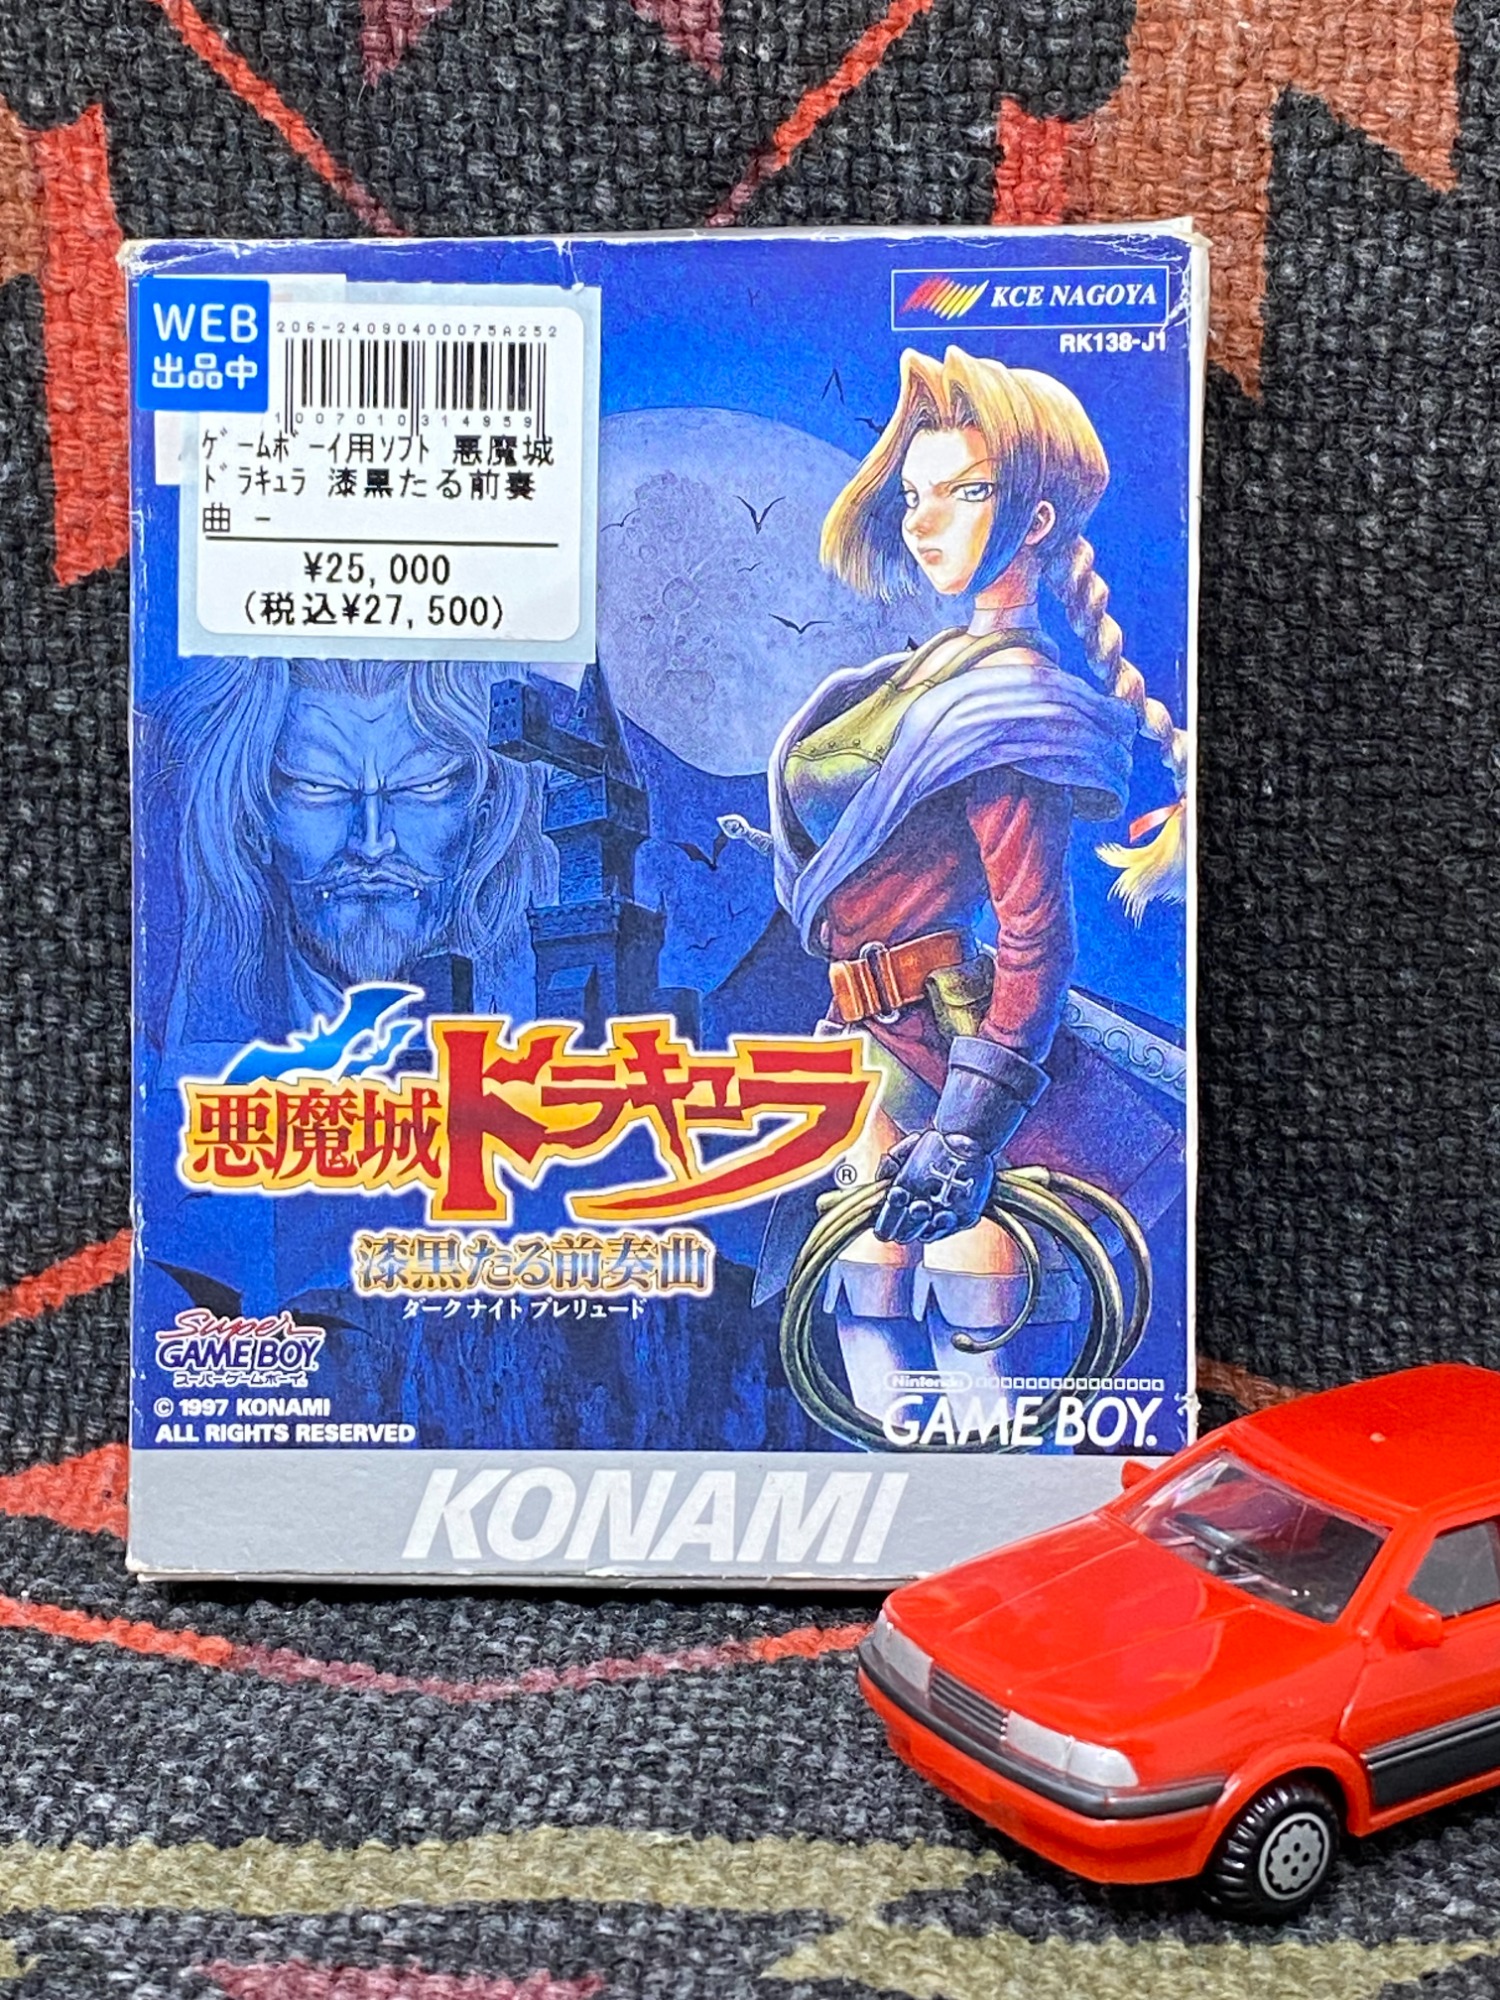 WEB
出品中
206-24090400075A252
1007010314959
ｹﾞｰﾑﾎﾞｰｲ用ｿﾌﾄ 悪魔城
ﾄﾞﾗｷｭﾗ 漆黒たる前奏
曲 −
¥25,000
(税込¥27,500)
KCE NAGOYA
RK138-J1
悪魔城ドラキュラ®
漆黒たる前奏曲
ダークナイト プレリュード
Super
GAME BOY.
スーパーゲームボーイ.
© 1997 KONAMI
ALL RIGHTS RESERVED
Nintendo
GAME BOY.
KONAMI